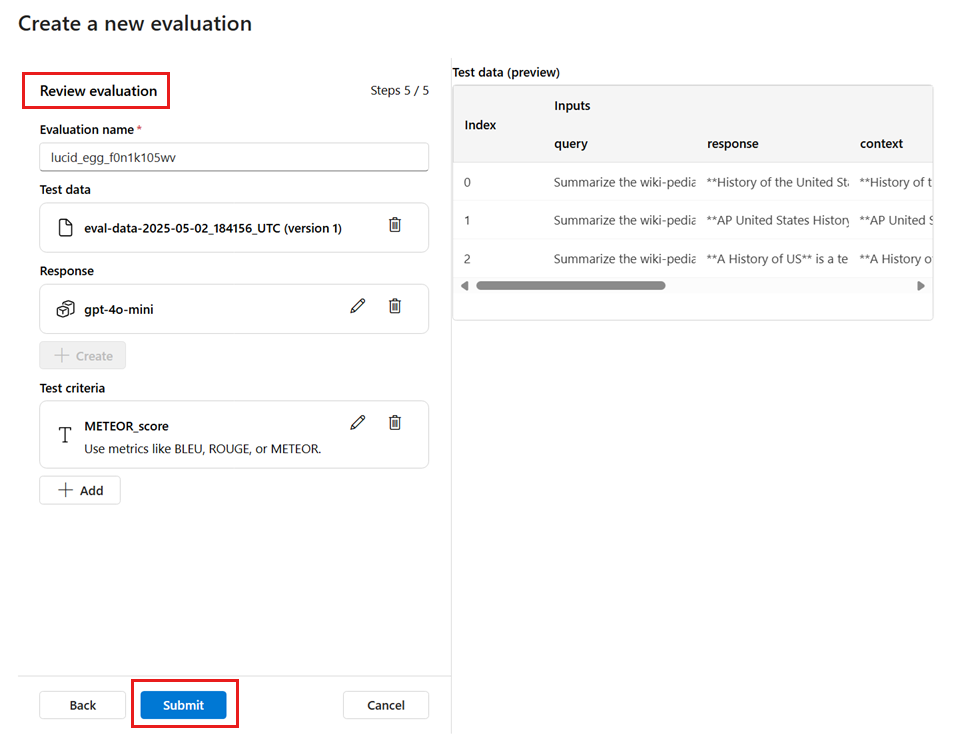 Create a new evaluation
Review evaluation
Steps 5 / 5
Evaluation name *
lucid_egg_f0n1k105wv
Test data
eval-data-2025-05-02_184156_UTC (version 1)
Response
gpt-4o-mini
+ Create
Test criteria
METEOR_score
Use metrics like BLEU, ROUGE, or METEOR.
+ Add
Back
Submit
Cancel
Test data (preview)
Inputs
Index
query response context
0 Summarize the wiki-pedia **History of the United **History of
1 Summarize the wiki-pedia **AP United States History **AP United
2 Summarize the wiki-pedia **A History of US** is a **A History